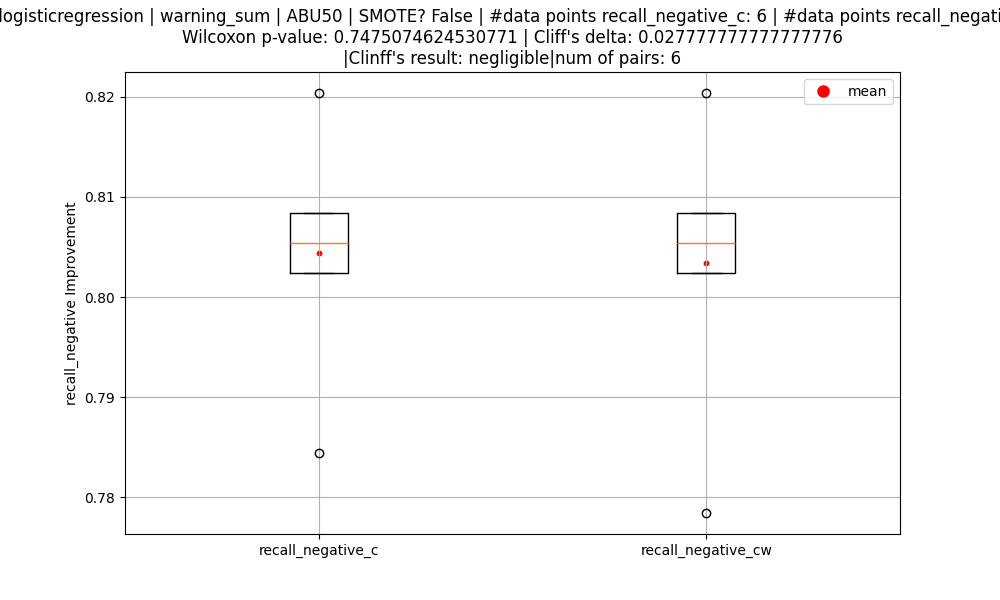 logisticregression | warning_sum | ABU50 | SMOTE? False | #data points recall_negative_c: 6 | #data points
Wilcoxon p-value: 0.7475074624530771 | Cliff's delta: 0.027777777777777776
|Clinff's result: negligible|num of pairs: 6
mean
0.82
0.81
0.80
0.79
0.78
recall_negative Improvement
recall_negative_c
recall_negative_cw